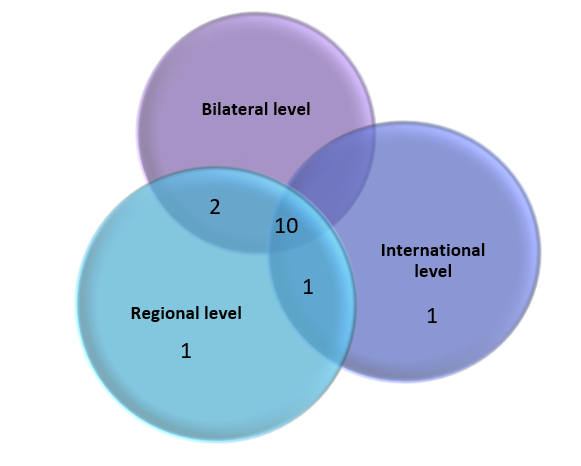 Bilateral level
2
10
International
level
1
Regional level
1
1